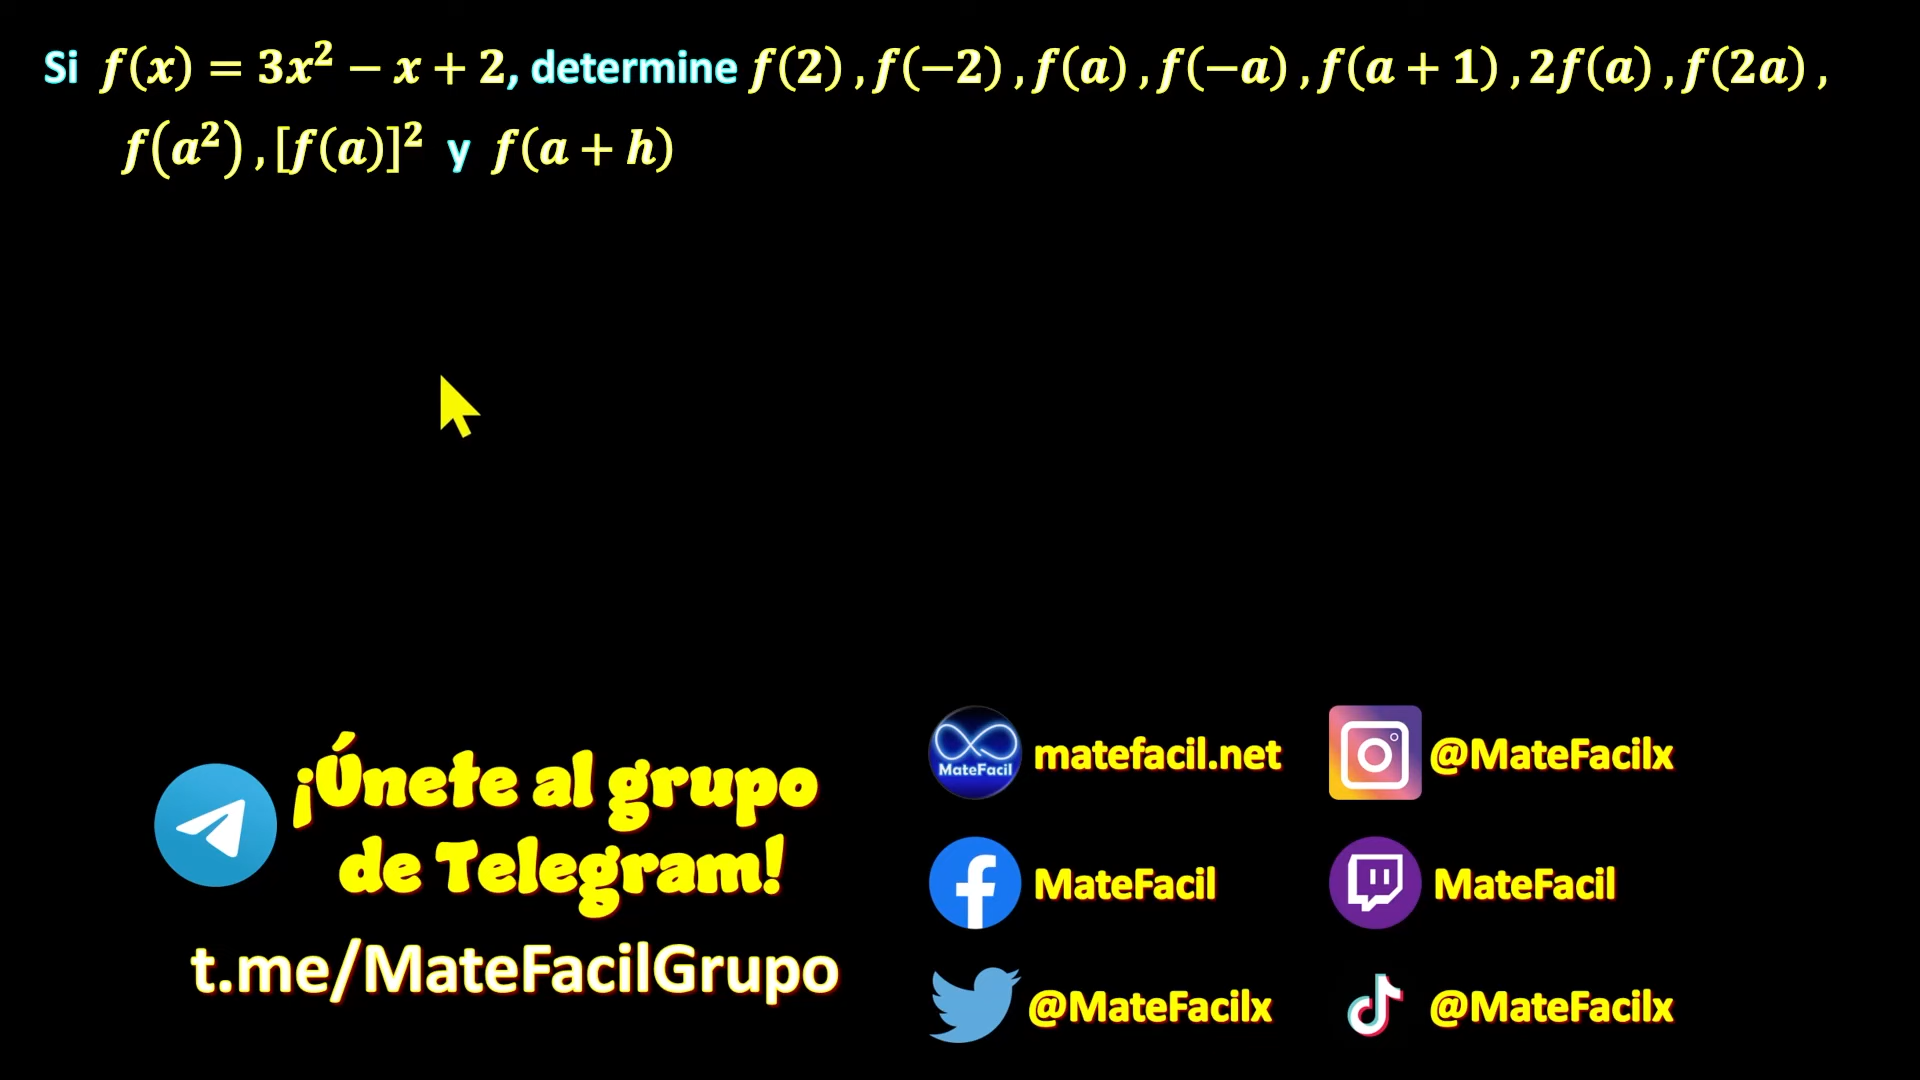 Si f(x) = 3x² − x + 2, determine f(2) , f(−2) , f(a) , f(−a) , f(a + 1) , 2f(a) , f(2a) ,
f(a²) , [f(a)]² y f(a + h)
¡Únete al grupo
de Telegram!
t.me/MateFacilGrupo
MateFacil
matefacil.net
@MateFacilx
MateFacil
MateFacil
@MateFacilx
@MateFacilx